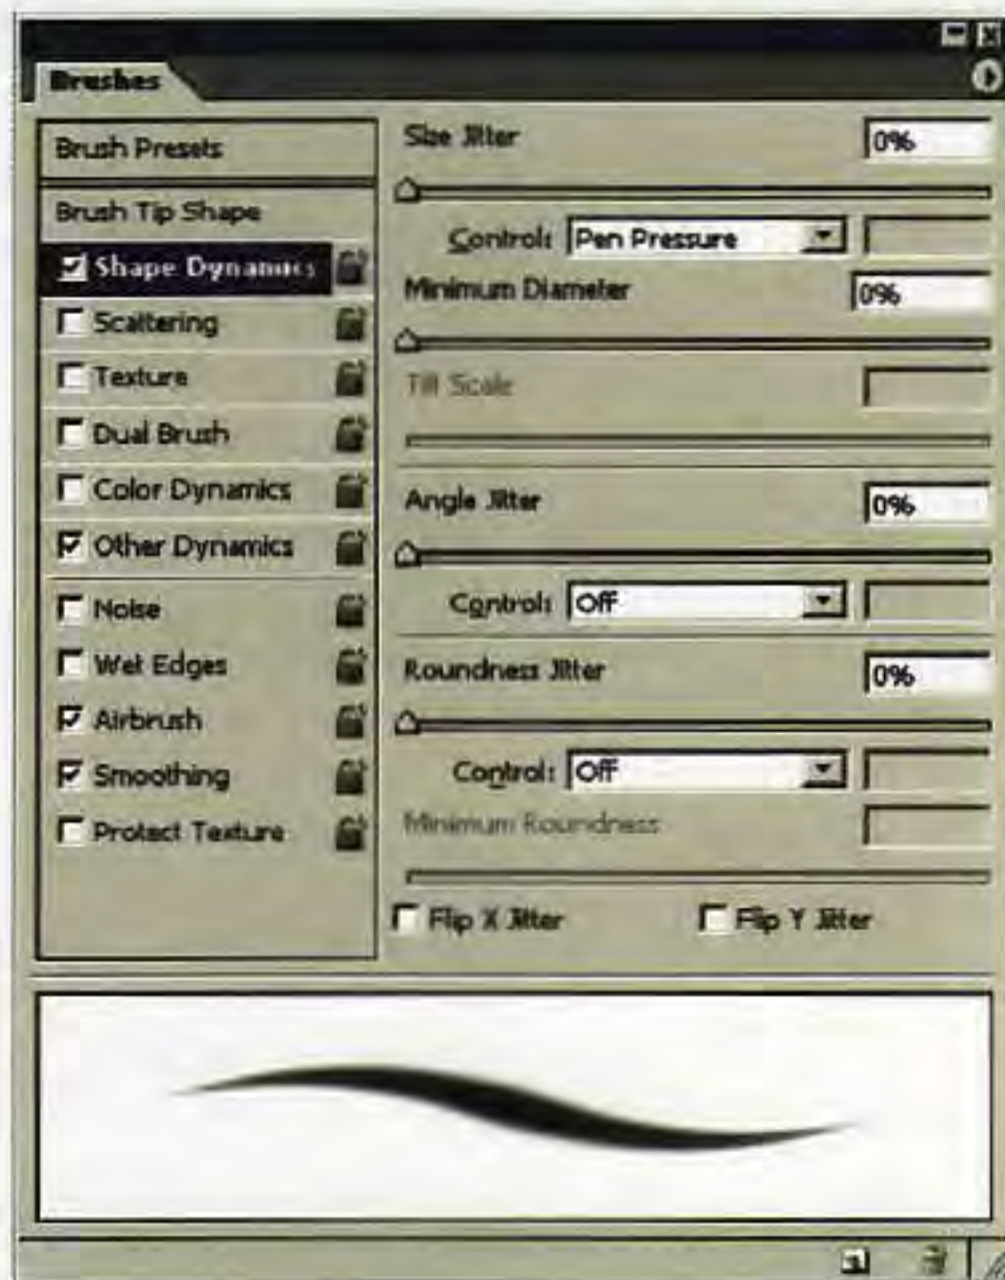 Brushes
Brush Presets
Brush Tip Shape
Shape Dynamics
Scattering
Texture
Dual Brush
Color Dynamics
Other Dynamics
Noise
Wet Edges
Airbrush
Smoothing
Protect Texture
Size Jitter 0%
Control: Pen Pressure
Minimum Diameter 0%
Tilt Scale
Angle Jitter 0%
Control: Off
Roundness Jitter 0%
Control: Off
Minimum Roundness
Flip X Jitter Flip Y Jitter